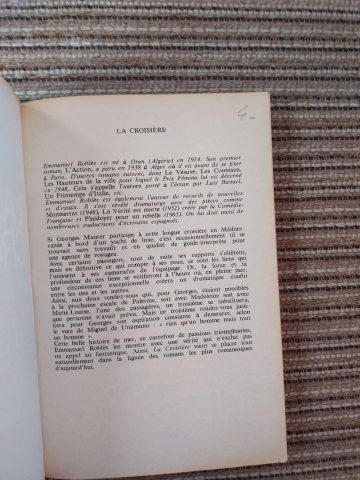 4-
LA CROISIÈRE
Emmanuel Roblès est né à Oran (Algérie) en 1914. Son premier
roman, L'Action, a paru en 1938 à Alger où il vit avant de se fixer
à Paris. D'autres romans suivent, dont Le Vésuve, Les Couteaux,
Les Hauteurs de la ville pour lequel le Prix Fémina lui est décerné
en 1948, Cela s'appelle l'aurore porté à l'écran par Luis Bunuel,
Un Printemps d'Italie, etc.
Emmanuel Roblès est également l'auteur de recueils de nouvelles
et d'essais. Il s'est révélé dramaturge avec des pièces comme
Montserrat (1948), La Vérité est morte (1952) créée par la Comédie-
Française et Plaidoyer pour un rebelle (1965). On lui doit aussi de
nombreuses traductions d'écrivains espagnols.
Si Georges Maurer participe à cette longue croisière en Méditer-
ranée à bord d'un yacht de luxe, c'est occasionnellement (il se
trouvait sans travail) et en qualité de guide-interprète pour
une agence de voyages.
Avec certains passagers, tout de suite ses rapports s'altèrent,
mais en définitive ce qui compte à ses yeux, ce sont les liens qui
l'unissent à ses camarades de l'équipage. Or, la force et la
profondeur de ces liens se vérifieront à l'heure où, en pleine mer,
une circonstance exceptionnelle créera un dramatique conflit
entre les uns et les autres.
Ainsi, aux deux rendez-vous qui, pour Georges, étaient possibles
à la prochaine escale de Palerme, soit avec Madeleine soit avec
Marie-Louise, l'une des passagères, un troisième se substituera,
que personne n'avait prévu. Mais ce troisième rendez-vous justi-
fiera pour Georges son aspiration constante à demeurer, selon
le vœu de Miguel de Unamuno : « rien qu'un homme mais tout
un homme ».
Cette belle histoire de mer, ce carrefour de passions triomphantes,
Emmanuel Roblès les montre avec une vérité qui n'exclut pas
un appel au fantastique. Ainsi, La Croisière vient se placer tout
naturellement dans la lignée des romans les plus romanesques
d'aujourd'hui.